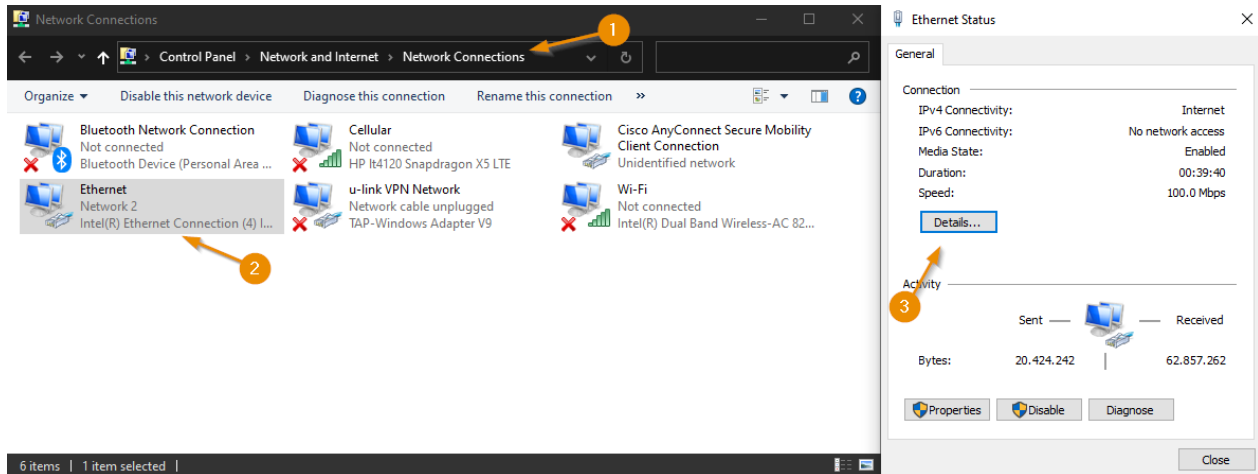 Network Connections
1
Control Panel > Network and Internet > Network Connections
Organize Disable this network device Diagnose this connection Rename this connection »
Bluetooth Network Connection
Not connected
Bluetooth Device (Personal Area ...
Cellular
Not connected
HP lt4120 Snapdragon X5 LTE
Cisco AnyConnect Secure Mobility
Client Connection
Unidentified network
Ethernet
Network 2
Intel(R) Ethernet Connection (4) I...
u-link VPN Network
Network cable unplugged
TAP-Windows Adapter V9
Wi-Fi
Not connected
Intel(R) Dual Band Wireless-AC 82...
2
6 items | 1 item selected |
Ethernet Status
General
Connection
IPv4 Connectivity: Internet
IPv6 Connectivity: No network access
Media State: Enabled
Duration: 00:39:40
Speed: 100.0 Mbps
Details...
Activity
3
Sent — — Received
Bytes: 20.424.242 | 62.857.262
Properties Disable Diagnose
Close